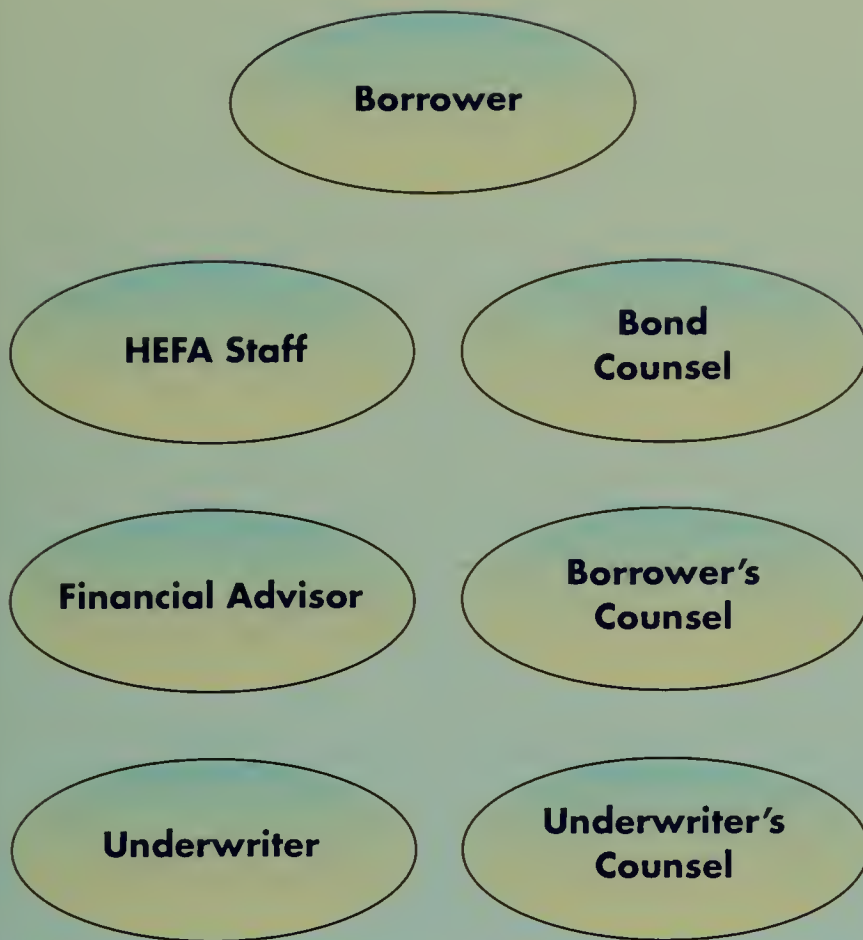 Borrower
HEFA Staff
Bond
Counsel
Financial Advisor
Borrower's
Counsel
Underwriter
Underwriter's
Counsel